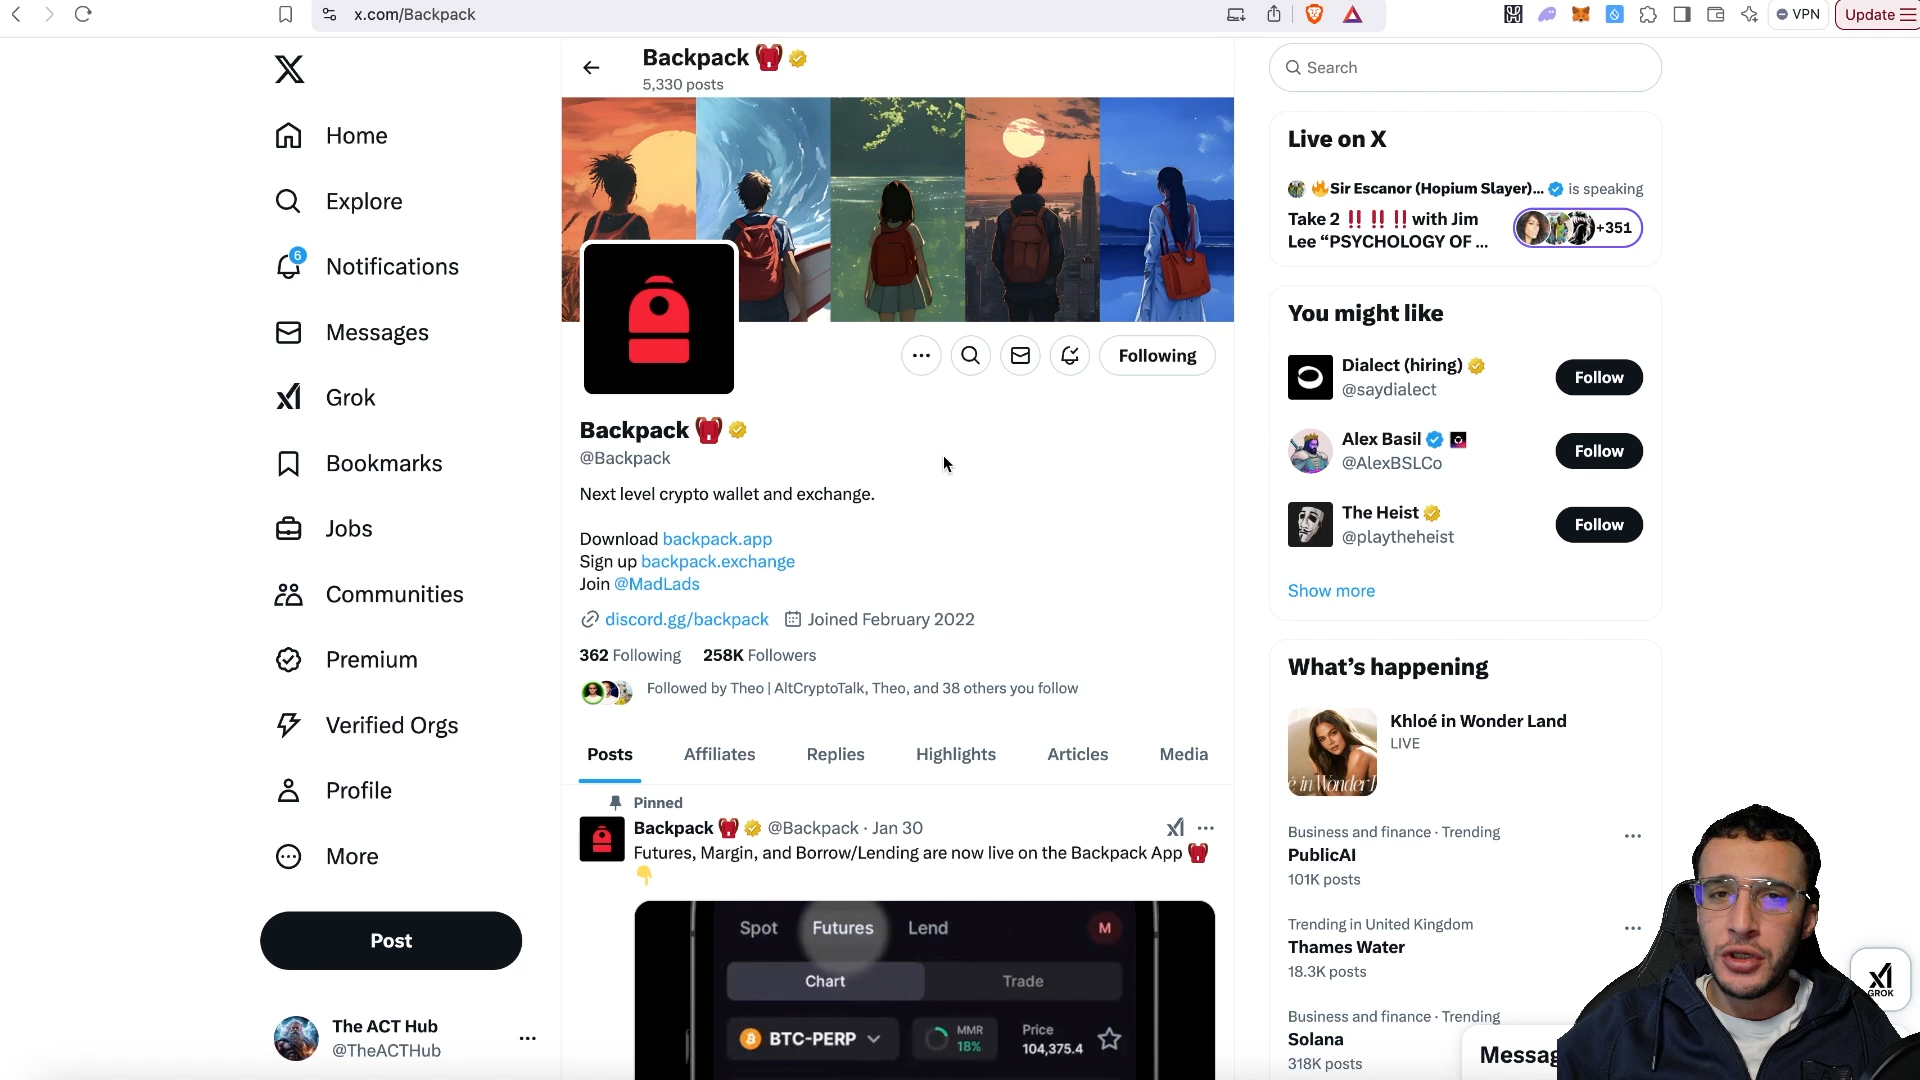 x.com/Backpack
VPN
Update
Backpack
5,330 posts
Home
Explore
6
Notifications
Messages
Grok
Bookmarks
Jobs
Communities
Premium
Verified Orgs
Profile
More
Post
The ACT Hub
@TheACTHub
Following
Backpack
@Backpack
Next level crypto wallet and exchange.
Download backpack.app
Sign up backpack.exchange
Join @MadLads
discord.gg/backpack Joined February 2022
362 Following 258K Followers
Followed by Theo | AltCryptoTalk, Theo, and 38 others you follow
Posts Affiliates Replies Highlights Articles Media
Pinned
Backpack @Backpack · Jan 30
Futures, Margin, and Borrow/Lending are now live on the Backpack App
Spot Futures Lend M
Chart Trade
BTC-PERP MMR 18% Price 104,375.4
Search
Live on X
Sir Escanor (Hopium Slayer)... is speaking
Take 2 ‼️ ‼️ ‼️ with Jim
Lee “PSYCHOLOGY OF ...
+351
You might like
Dialect (hiring)
@saydialect
Follow
Alex Basil
@AlexBSLCo
Follow
The Heist
@playtheheist
Follow
Show more
What’s happening
Khloé in Wonder Land
LIVE
é in Wonder
Business and finance · Trending
PublicAI
101K posts
Trending in United Kingdom
Thames Water
18.3K posts
Business and finance · Trending
Solana
318K posts
GROK
Messag